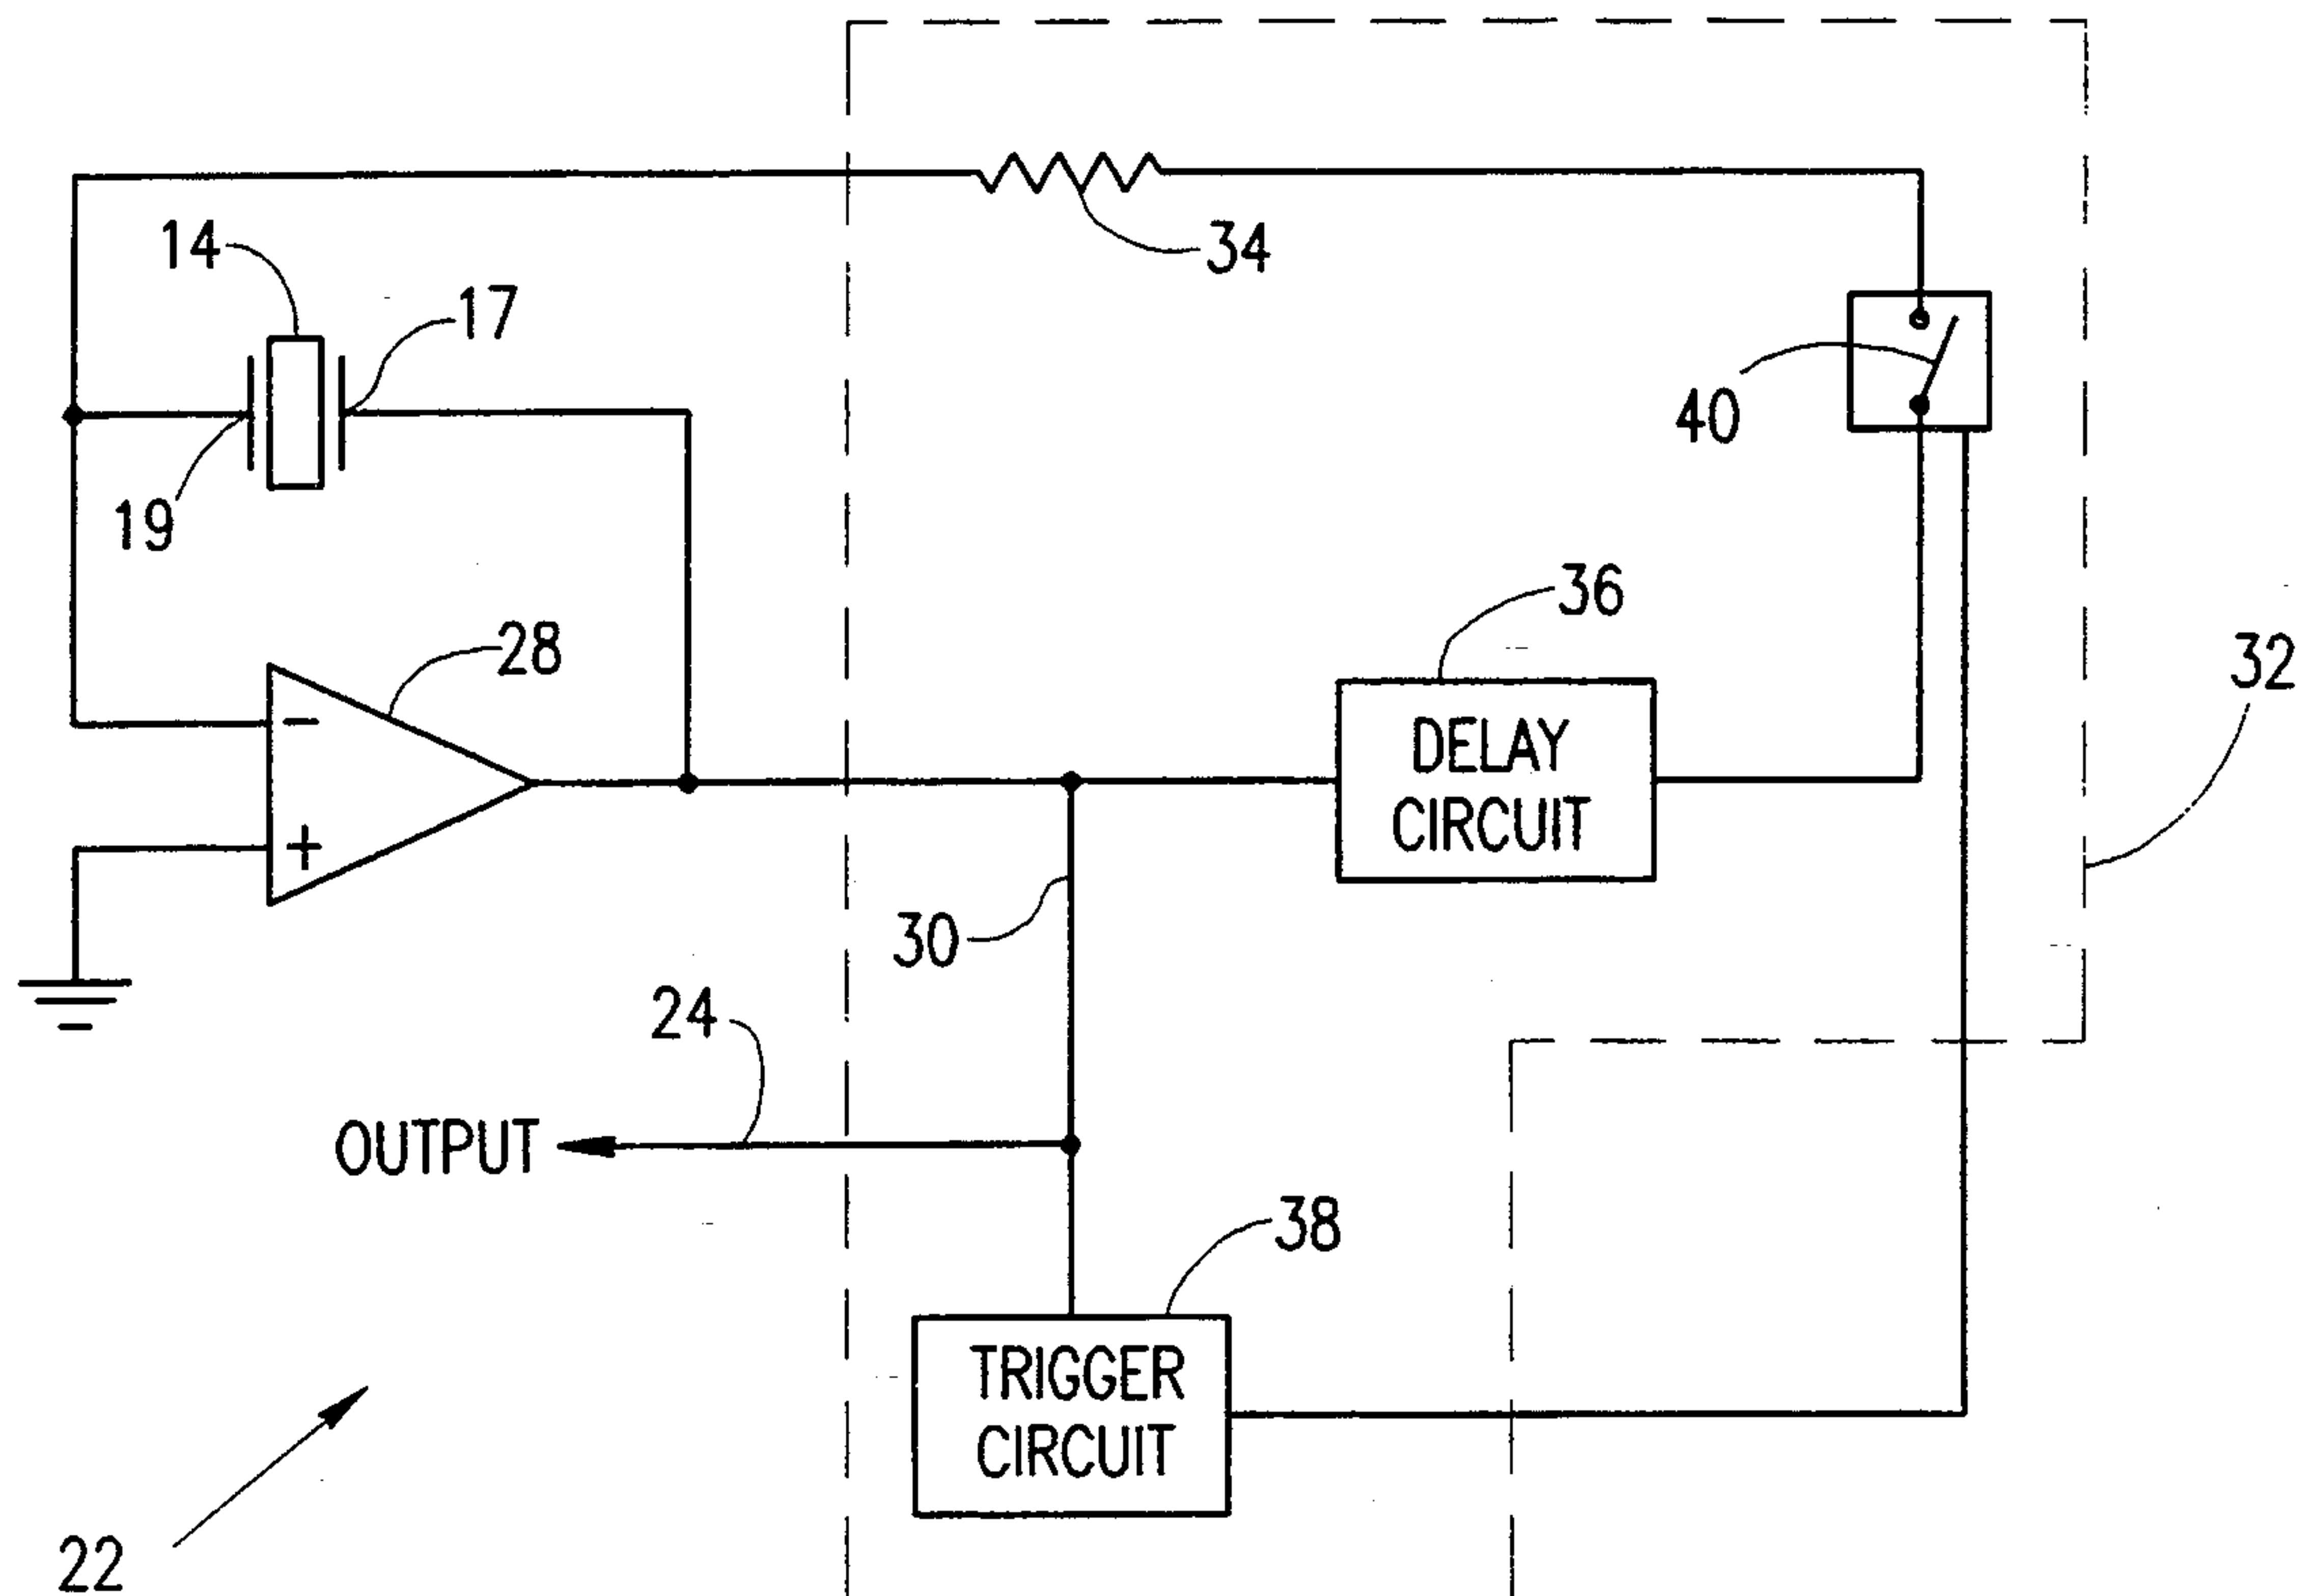 34
14
17
40
19
36
28
32
DELAY
CIRCUIT
-
+
30
24
OUTPUT
38
TRIGGER
CIRCUIT
22